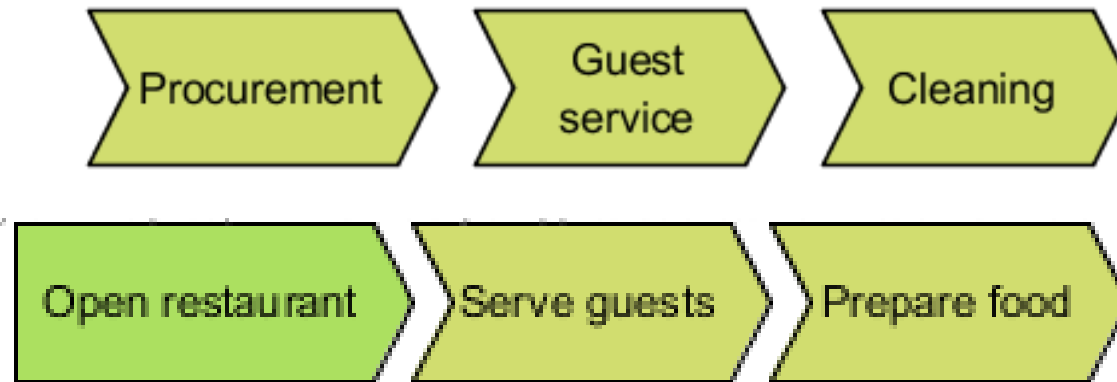 Procurement
Guest
service
Cleaning
Open restaurant
Serve guests
Prepare food